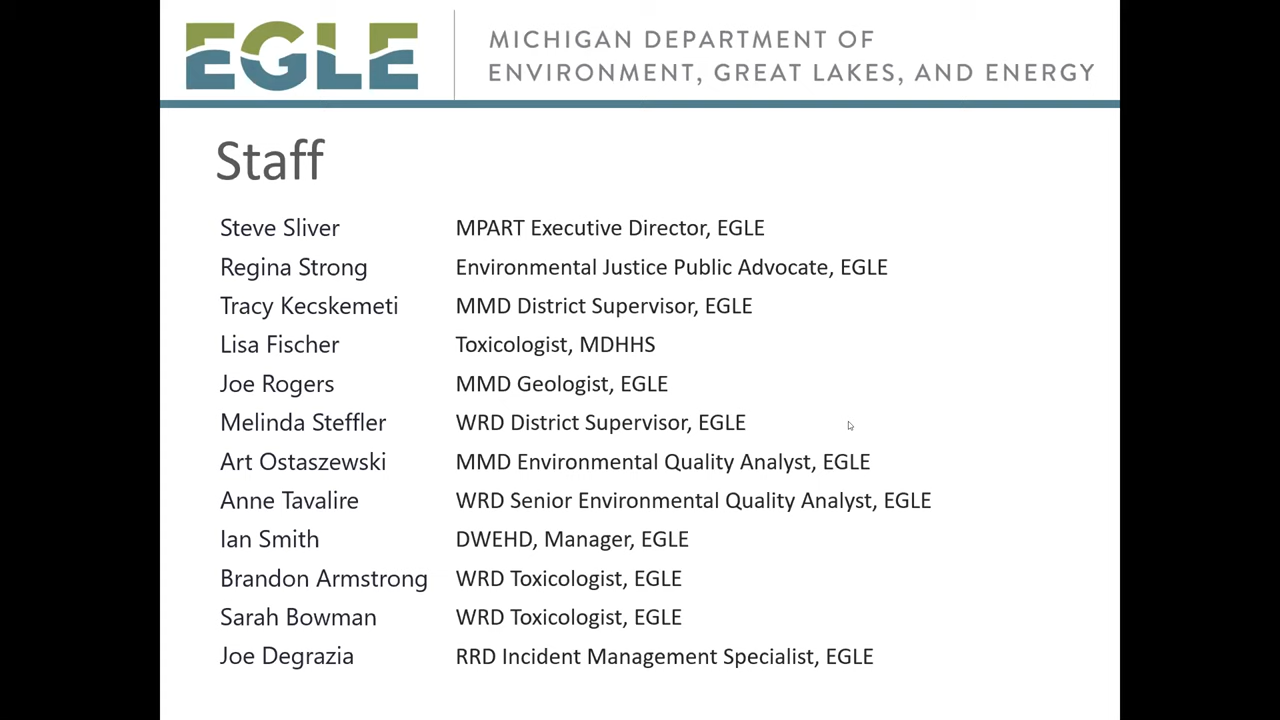 EGLE
MICHIGAN DEPARTMENT OF
ENVIRONMENT, GREAT LAKES, AND ENERGY
Staff
Steve Sliver MPART Executive Director, EGLE
Regina Strong Environmental Justice Public Advocate, EGLE
Tracy Kecskemeti MMD District Supervisor, EGLE
Lisa Fischer Toxicologist, MDHHS
Joe Rogers MMD Geologist, EGLE
Melinda Steffler WRD District Supervisor, EGLE
Art Ostaszewski MMD Environmental Quality Analyst, EGLE
Anne Tavalire WRD Senior Environmental Quality Analyst, EGLE
Ian Smith DWEHD, Manager, EGLE
Brandon Armstrong WRD Toxicologist, EGLE
Sarah Bowman WRD Toxicologist, EGLE
Joe Degrazia RRD Incident Management Specialist, EGLE